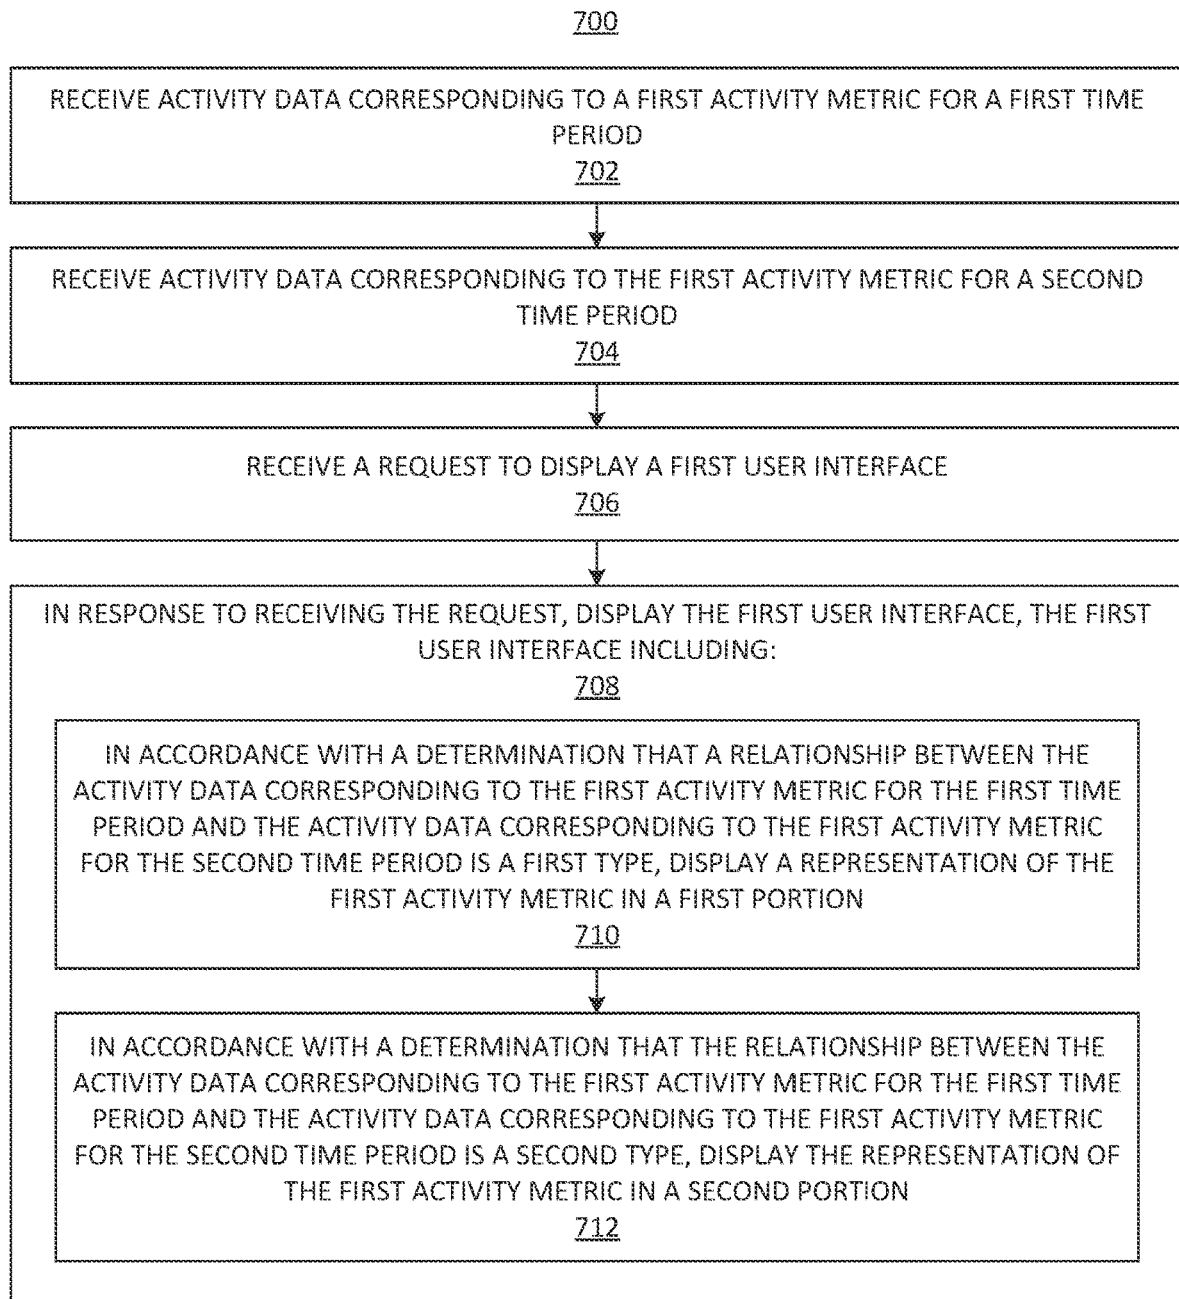 700
RECEIVE ACTIVITY DATA CORRESPONDING TO A FIRST ACTIVITY METRIC FOR A FIRST TIME
PERIOD
702
RECEIVE ACTIVITY DATA CORRESPONDING TO THE FIRST ACTIVITY METRIC FOR A SECOND
TIME PERIOD
704
RECEIVE A REQUEST TO DISPLAY A FIRST USER INTERFACE
706
IN RESPONSE TO RECEIVING THE REQUEST, DISPLAY THE FIRST USER INTERFACE, THE FIRST
USER INTERFACE INCLUDING:
708
IN ACCORDANCE WITH A DETERMINATION THAT A RELATIONSHIP BETWEEN THE
ACTIVITY DATA CORRESPONDING TO THE FIRST ACTIVITY METRIC FOR THE FIRST TIME
PERIOD AND THE ACTIVITY DATA CORRESPONDING TO THE FIRST ACTIVITY METRIC
FOR THE SECOND TIME PERIOD IS A FIRST TYPE, DISPLAY A REPRESENTATION OF THE
FIRST ACTIVITY METRIC IN A FIRST PORTION
710
IN ACCORDANCE WITH A DETERMINATION THAT THE RELATIONSHIP BETWEEN THE
ACTIVITY DATA CORRESPONDING TO THE FIRST ACTIVITY METRIC FOR THE FIRST TIME
PERIOD AND THE ACTIVITY DATA CORRESPONDING TO THE FIRST ACTIVITY METRIC
FOR THE SECOND TIME PERIOD IS A SECOND TYPE, DISPLAY THE REPRESENTATION OF
THE FIRST ACTIVITY METRIC IN A SECOND PORTION
712